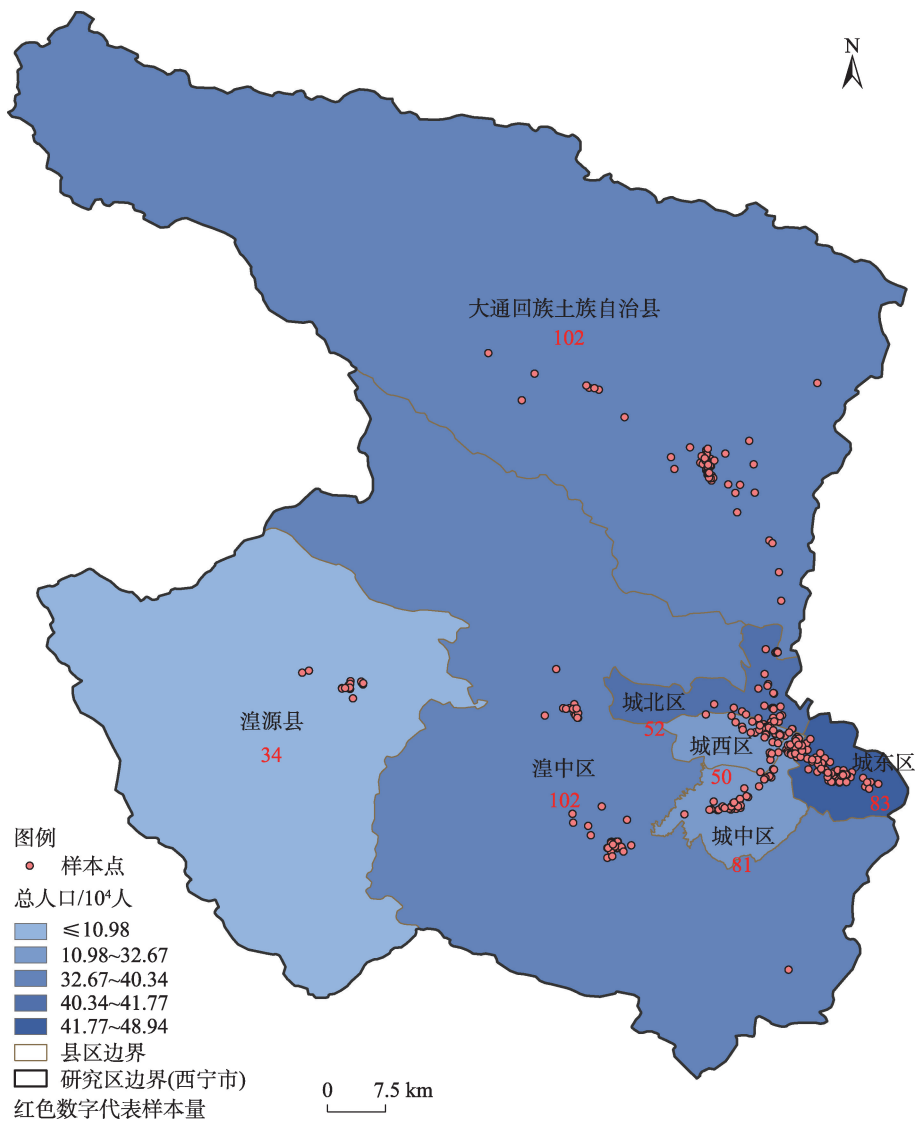 N
大通回族土族自治县
102
城北区
52
城西区
50
城东区
83
湟源县
34
湟中区
102
城中区
81
图例
样本点
总人口/10⁴人
≤10.98
10.98~32.67
32.67~40.34
40.34~41.77
41.77~48.94
县区边界
研究区边界(西宁市)
红色数字代表样本量
0 7.5 km